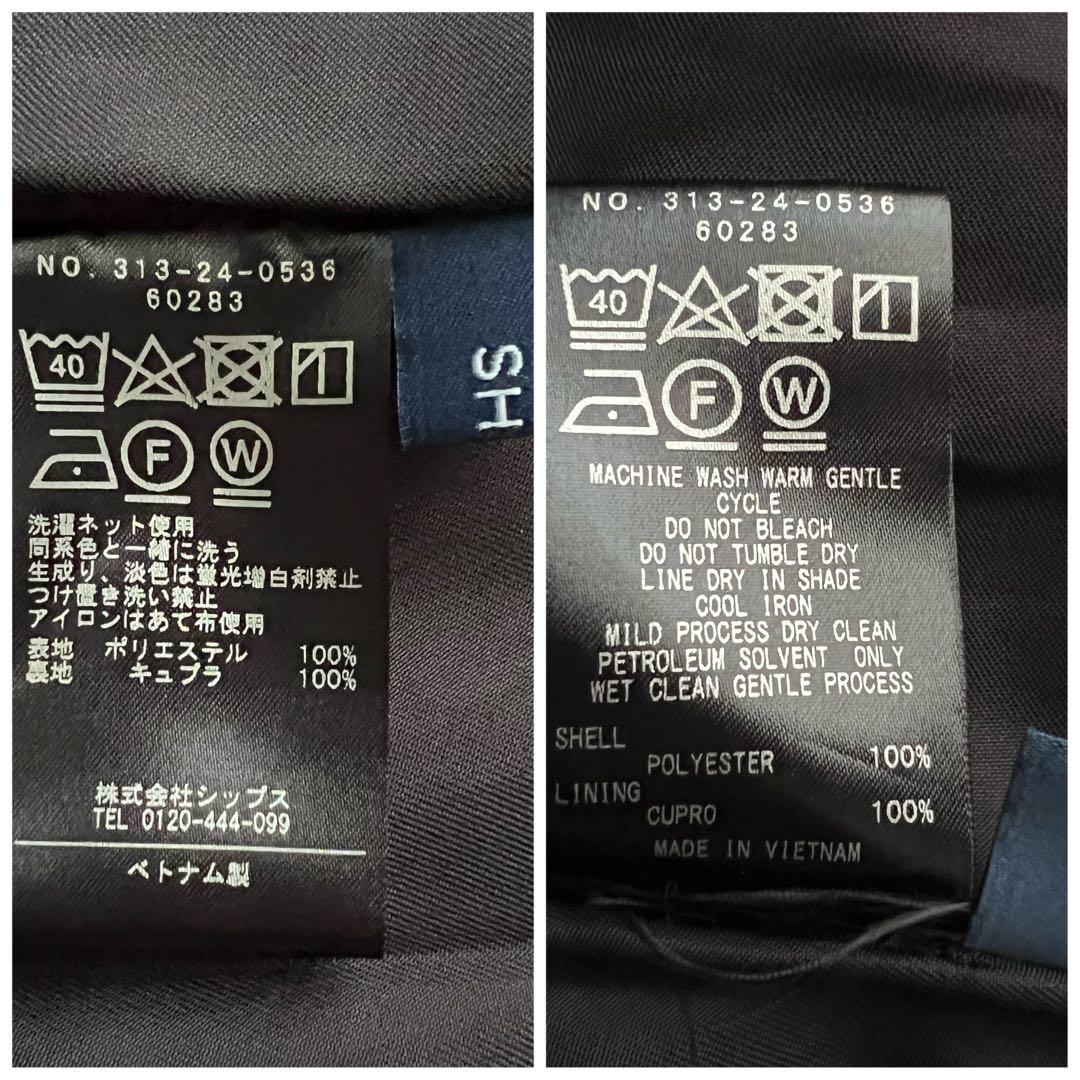 NO. 313-24-0536
60283
40
F W
洗濯ネット使用
同系色と一緒に洗う
生成り、淡色は蛍光増白剤禁止
つけ置き洗い禁止
アイロンはあて布使用
表地 ポリエステル 100%
裏地 キュプラ 100%
株式会社シップス
TEL 0120-444-099
ベトナム製
SH
NO. 313-24-0536
60283
40
F W
MACHINE WASH WARM GENTLE
CYCLE
DO NOT BLEACH
DO NOT TUMBLE DRY
LINE DRY IN SHADE
COOL IRON
MILD PROCESS DRY CLEAN
PETROLEUM SOLVENT ONLY
WET CLEAN GENTLE PROCESS
SHELL
POLYESTER 100%
LINING
CUPRO 100%
MADE IN VIETNAM